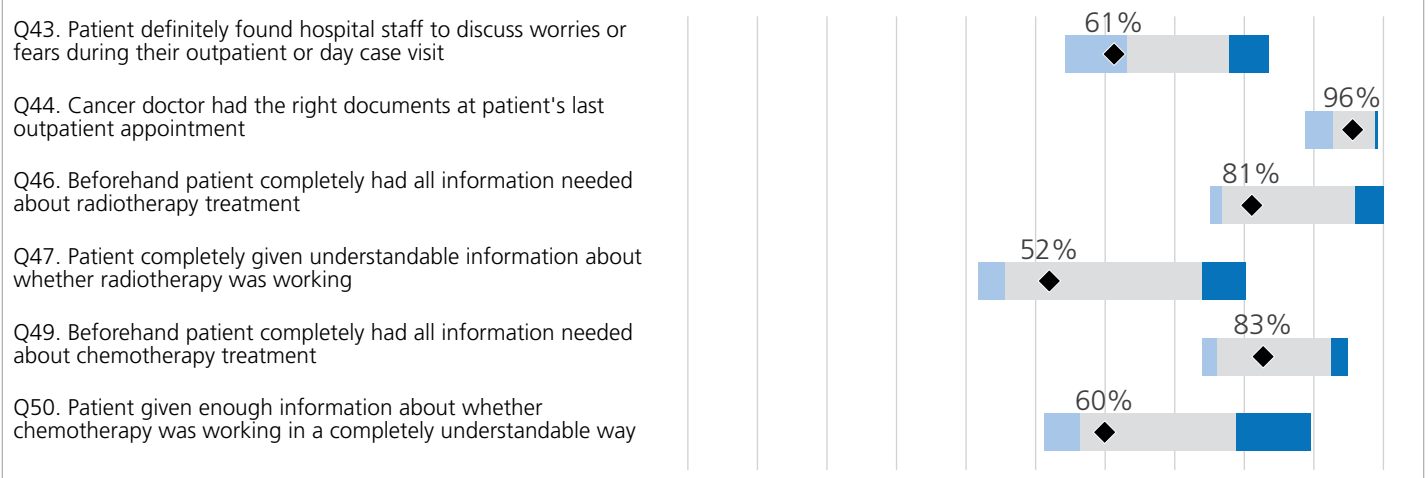 Q43. Patient definitely found hospital staff to discuss worries or
fears during their outpatient or day case visit
61%
Q44. Cancer doctor had the right documents at patient's last
outpatient appointment
96%
Q46. Beforehand patient completely had all information needed
about radiotherapy treatment
81%
Q47. Patient completely given understandable information about
whether radiotherapy was working
52%
Q49. Beforehand patient completely had all information needed
about chemotherapy treatment
83%
Q50. Patient given enough information about whether
chemotherapy was working in a completely understandable way
60%